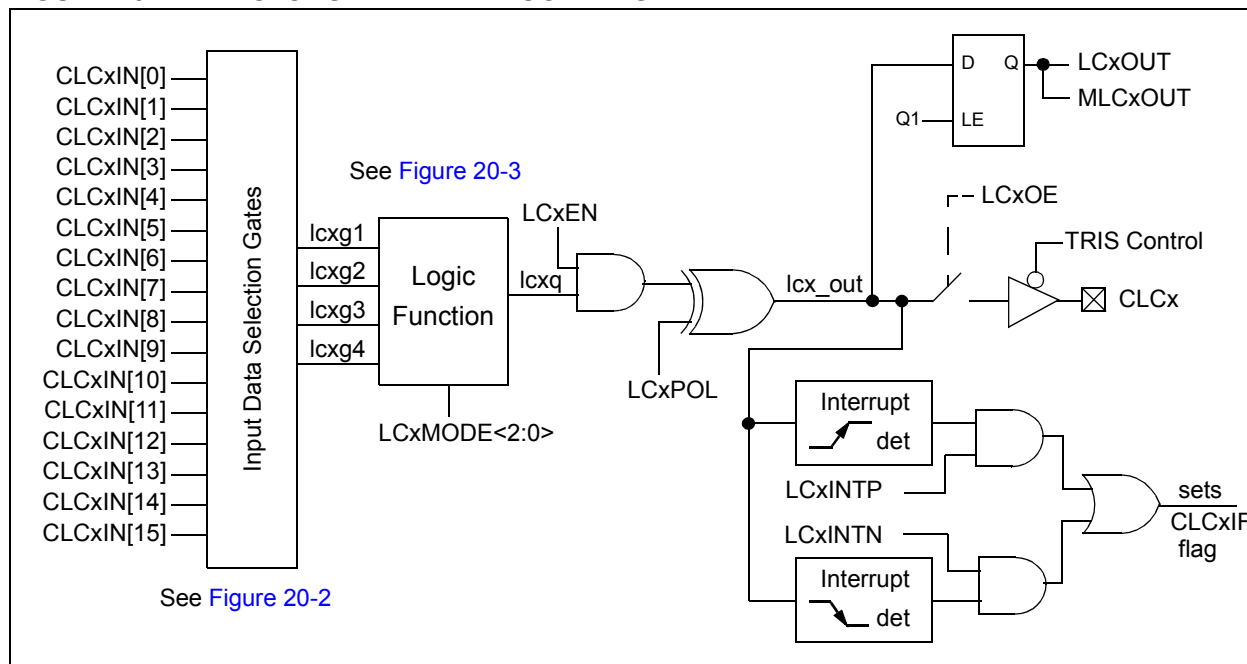 CLCxIN[0]
CLCxIN[1]
CLCxIN[2]
CLCxIN[3]
CLCxIN[4]
CLCxIN[5]
CLCxIN[6]
CLCxIN[7]
CLCxIN[8]
CLCxIN[9]
CLCxIN[10]
CLCxIN[11]
CLCxIN[12]
CLCxIN[13]
CLCxIN[14]
CLCxIN[15]
Input Data Selection Gates
See Figure 20-2
See Figure 20-3
lcxg1
lcxg2
lcxg3
lcxg4
Logic
Function
LCxMODE<2:0>
lcxq
LCxEN
LCxPOL
lcx_out
D Q
LE
Q1
LCxOUT
MLCxOUT
LCxOE
TRIS Control
CLCx
Interrupt
det
LCxINTP
LCxINTN
Interrupt
det
sets
CLCxIF
flag